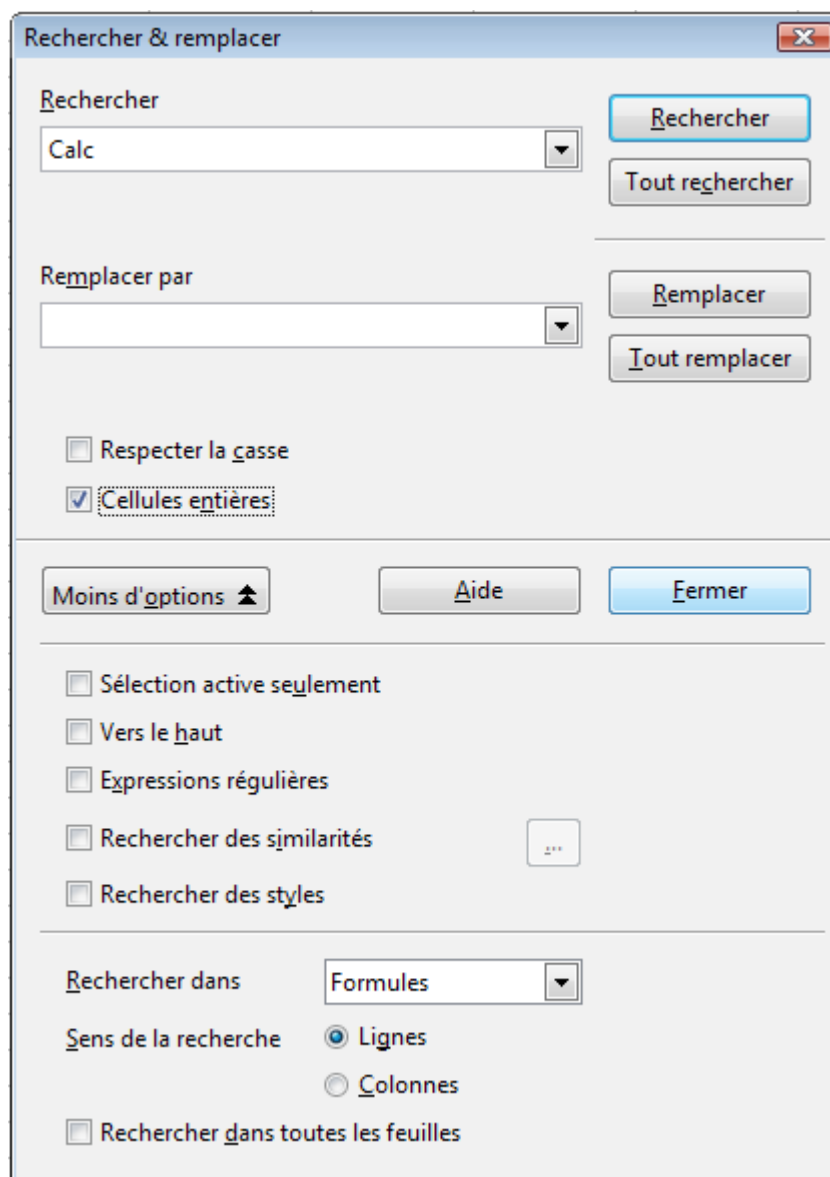 Rechercher & remplacer
Rechercher
Calc
Rechercher
Tout rechercher
Remplacer par
Remplacer
Tout remplacer
Respecter la casse
Cellules entières
Moins d'options
Aide
Fermer
Sélection active seulement
Vers le haut
Expressions régulières
Rechercher des similarités
...
Rechercher des styles
Rechercher dans
Formules
Sens de la recherche
Lignes
Colonnes
Rechercher dans toutes les feuilles